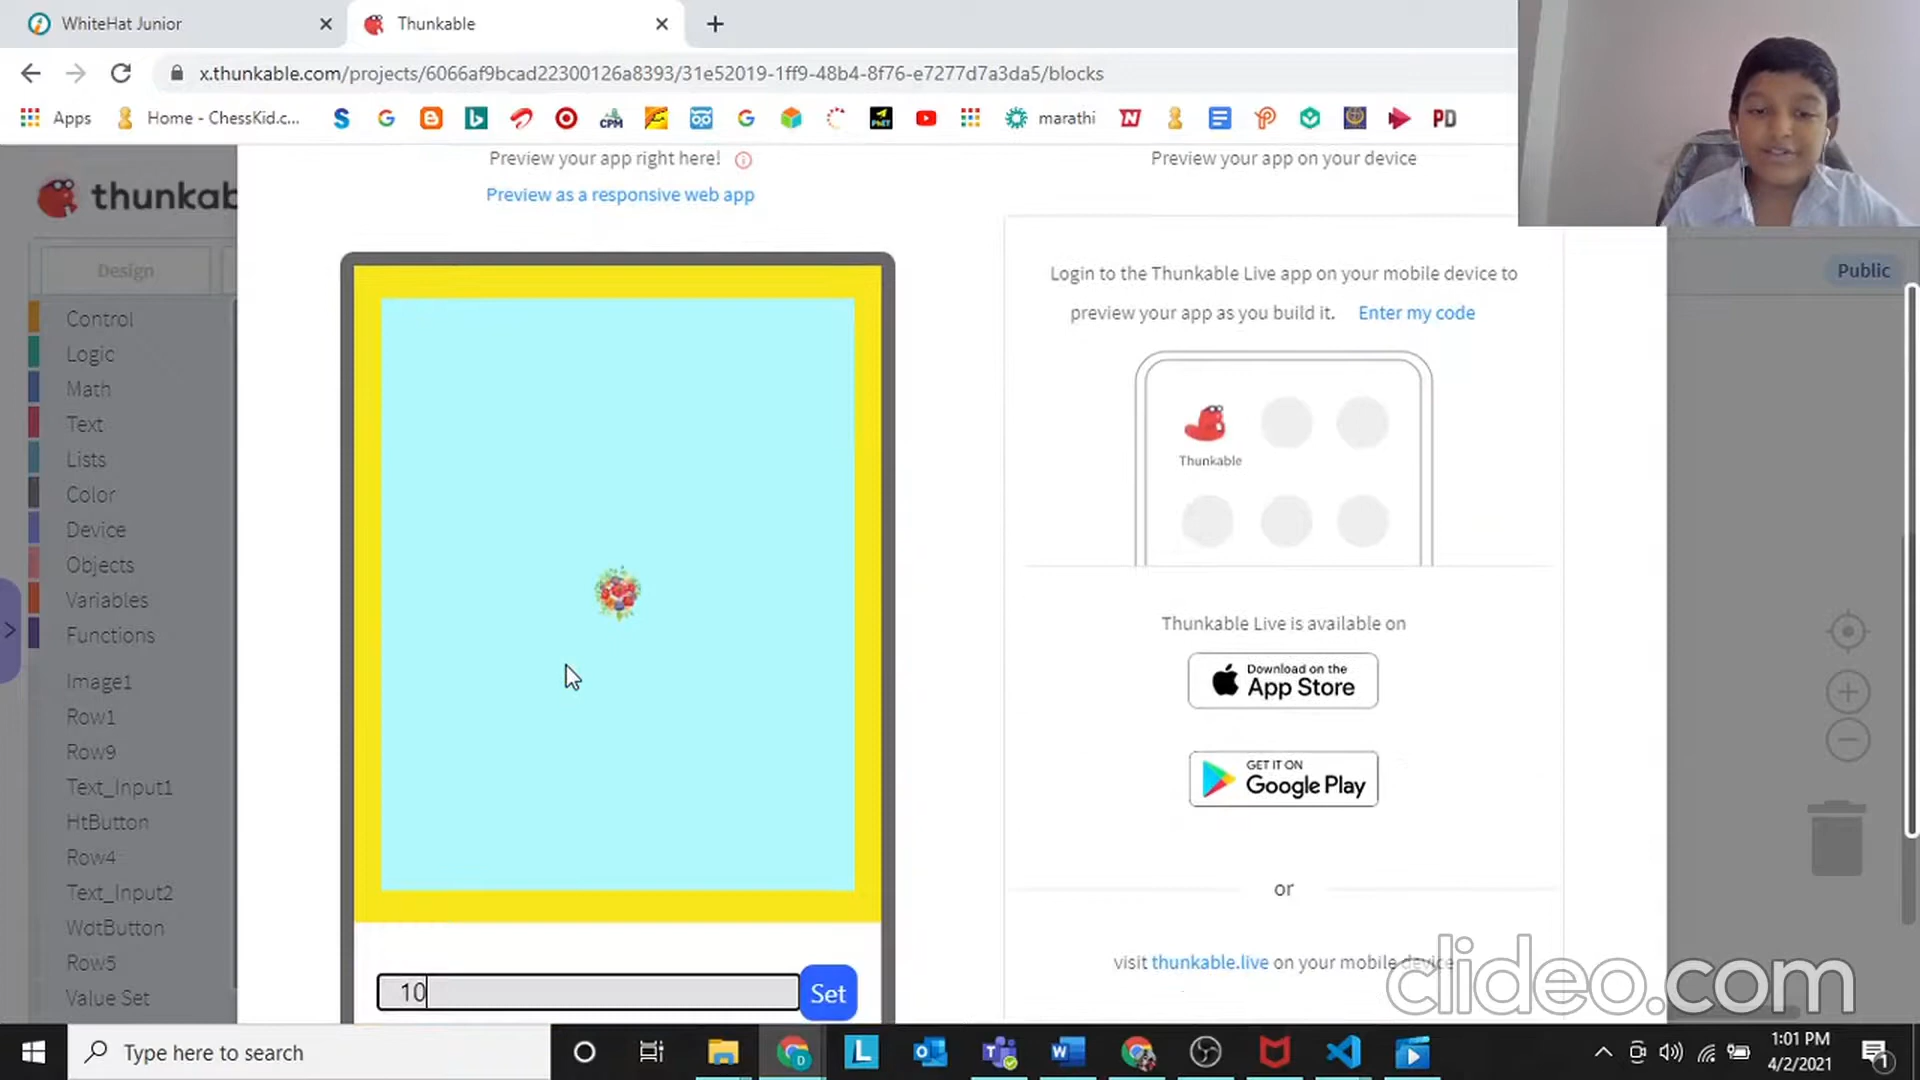 WhiteHat Junior
Thunkable
x.thunkable.com/projects/6066af9bcad22300126a8393/31e52019-1ff9-48b4-8f76-e7277d7a3da5/blocks
Apps
Home - ChessKid.c...
CPM
marathi
PD
Preview your app right here!
Preview as a responsive web app
Preview your app on your device
thunkab
Design
Public
Control
Logic
Math
Text
Lists
Color
Device
Objects
Variables
Functions
Image1
Row1
Row9
Text_Input1
HtButton
Row4
Text_Input2
WdtButton
Row5
Value Set
Login to the Thunkable Live app on your mobile device to
preview your app as you build it. Enter my code
Thunkable
Thunkable Live is available on
Download on the
App Store
GET IT ON
Google Play
or
visit thunkable.live on your mobile device
10
Set
clideo.com
Type here to search
1:01 PM
4/2/2021
1